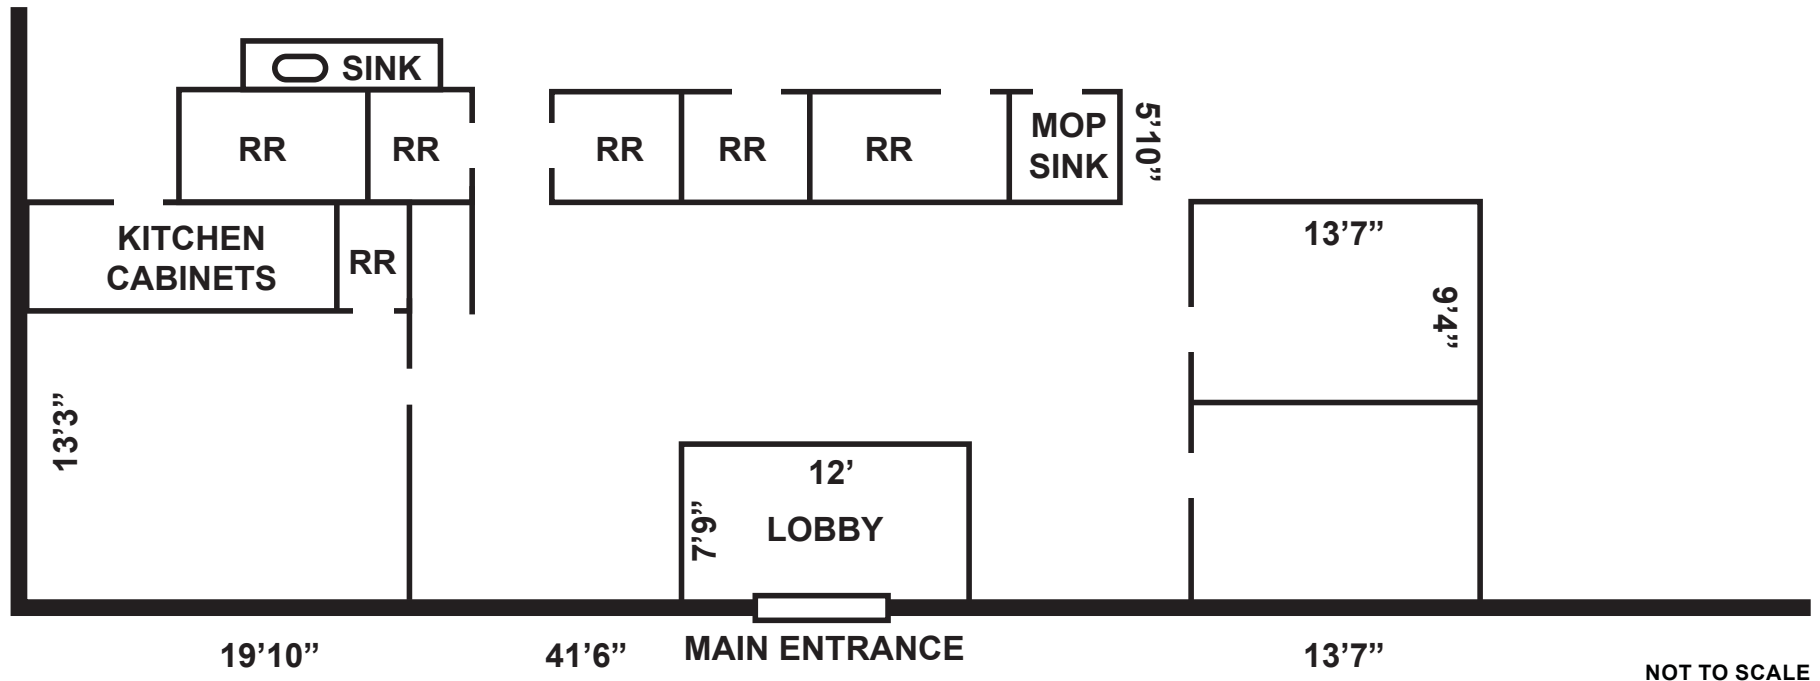 SINK
RR
RR
RR
RR
RR
MOP
SINK
5’10”
KITCHEN
CABINETS
RR
13’7”
9’4”
13’3”
12’
7’9”
LOBBY
19’10”
41’6”
MAIN ENTRANCE
13’7”
NOT TO SCALE